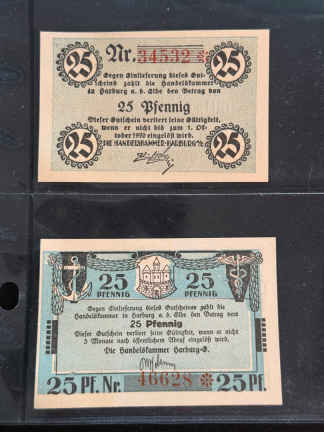 25 25
Nr. 34532 **
Gegen Einlieferung dieses Gut-
scheins zahlt die Handelskammer
in Harburg a. d. Elbe den Betrag von
25 Pfennig
Dieser Gutschein verliert seine Gültigkeit,
wenn er nicht bis zum 1. Ok-
tober 1920 eingelöst wird.
DIE HANDELSKAMMER HARBURG
25 25
25 25
PFENNIG PFENNIG
Gegen Einlieferung dieses Gutscheines zahlt die
Handelskammer in Harburg a. d. Elbe den Betrag von
25 Pfennig
Dieser Gutschein verliert seine Gültigkeit, wenn er nicht
3 Monate nach öffentlichem Abruf eingelöst wird.
Die Handelskammer Harburg-E.
25 Pf. Nr. 46628 * 25 Pf.